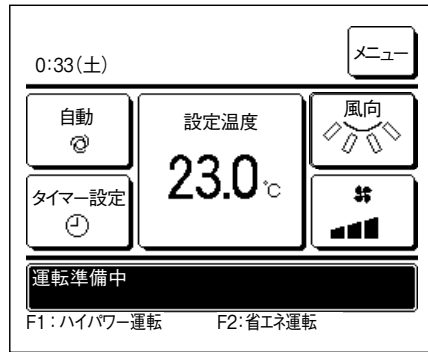 メニュー
0:33(土)
自動
設定温度
風向
23.0℃
タイマー設定
運転準備中
F1：ハイパワー運転 F2：省エネ運転